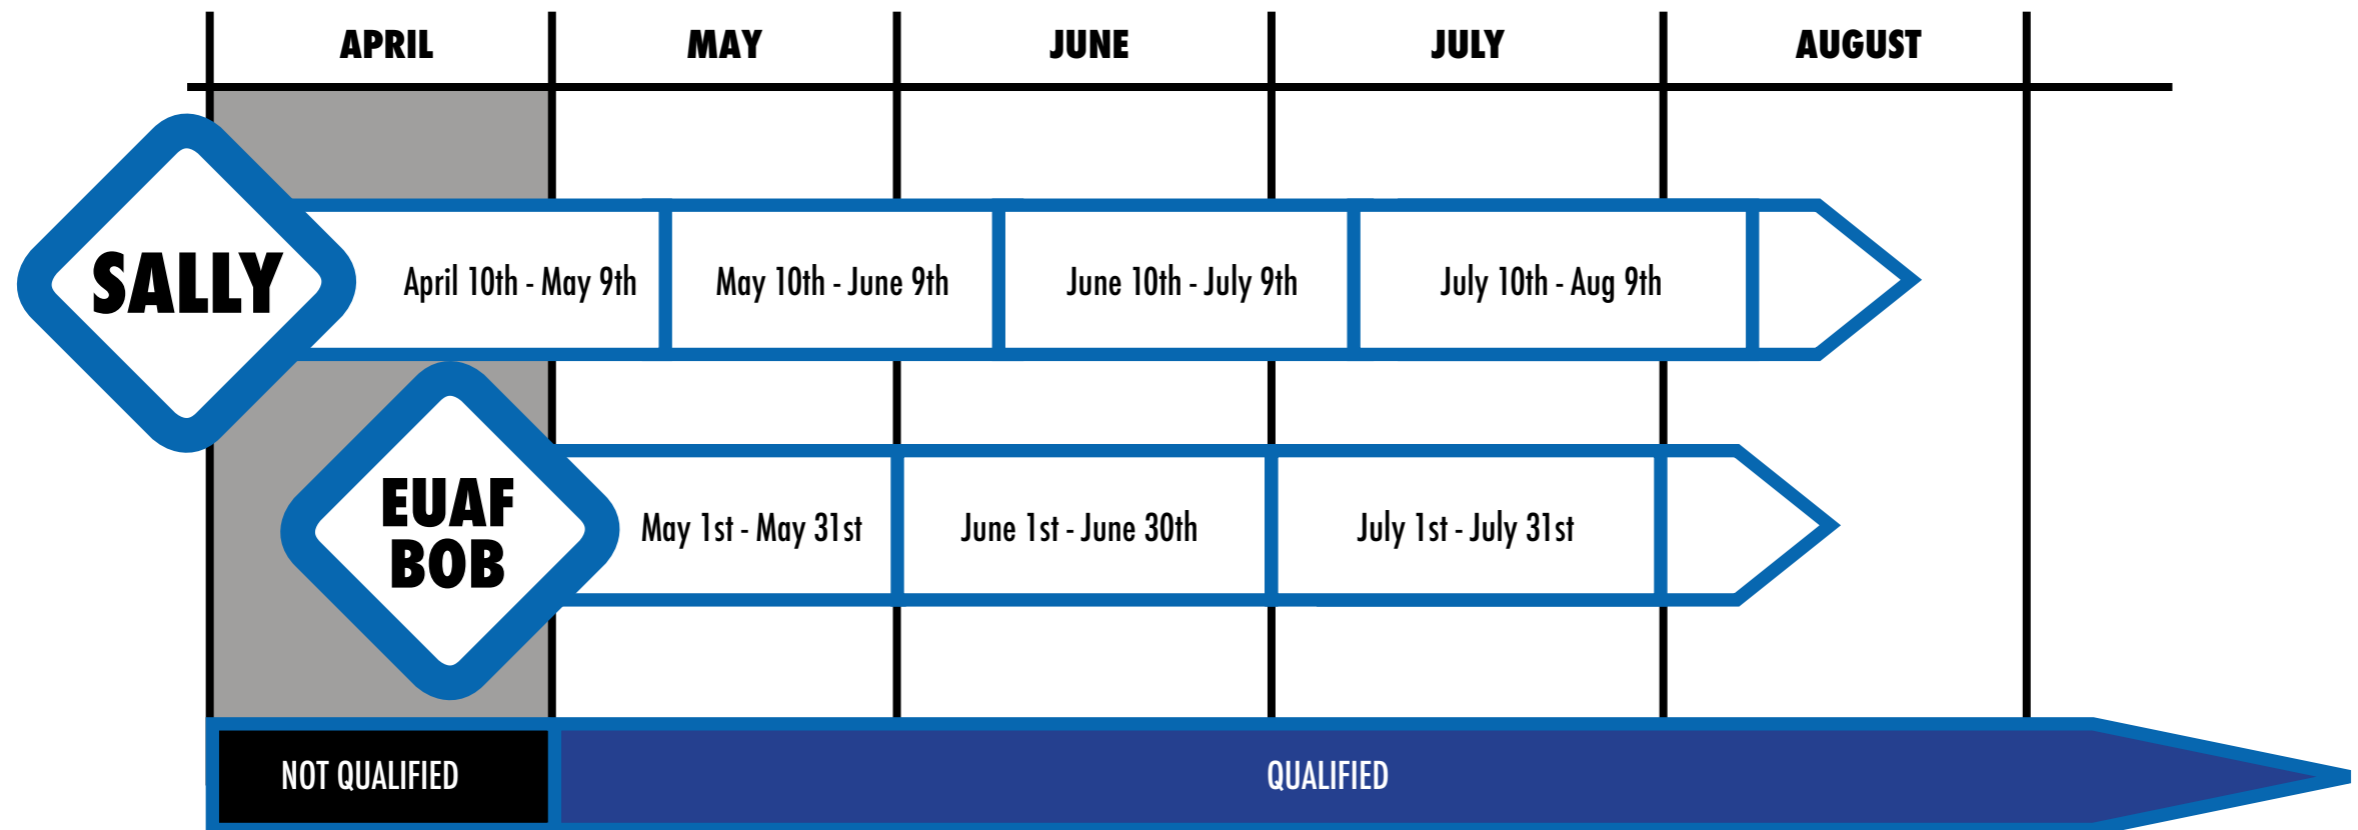 APRIL MAY JUNE JULY AUGUST
SALLY
April 10th - May 9th May 10th - June 9th June 10th - July 9th July 10th - Aug 9th
EUAF
BOB
May 1st - May 31st June 1st - June 30th July 1st - July 31st
NOT QUALIFIED QUALIFIED